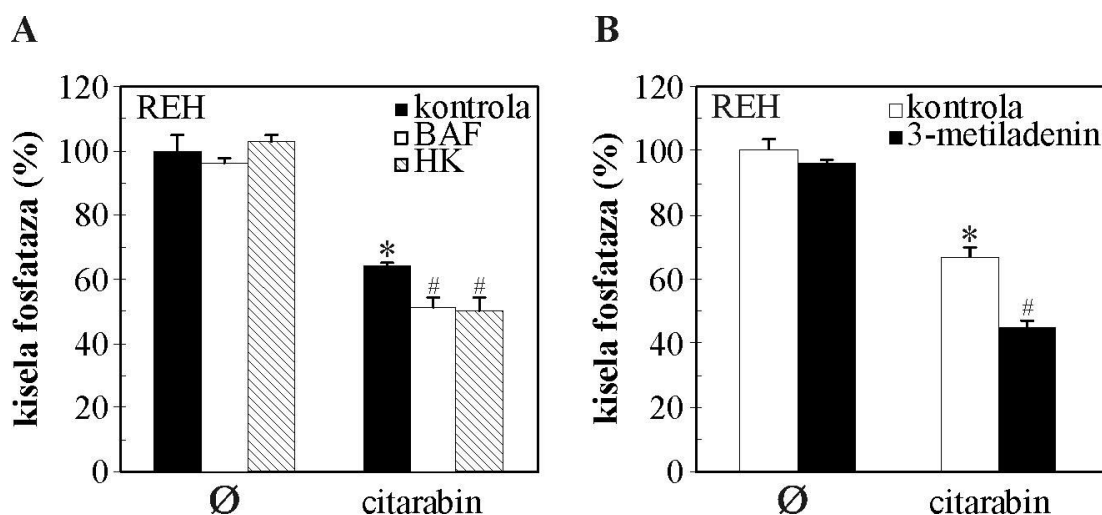 A
kisela fosfataza (%)
120
100
80
60
40
20
0
REH
kontrola
BAF
HK
*
#
#
Ø
citarabin
B
kisela fosfataza (%)
120
100
80
60
40
20
0
REH
kontrola
3-metiladenin
*
#
Ø
citarabin